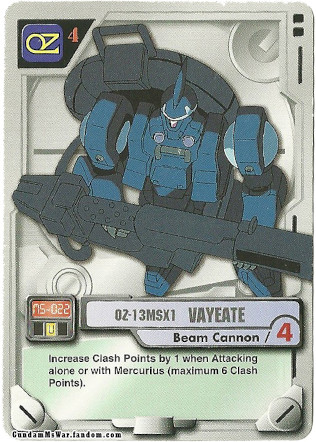 OZ 4
MS-022
U
OZ-13MSX1 VAYEATE
Beam Cannon / 4
Increase Clash Points by 1 when Attacking
alone or with Mercurius (maximum 6 Clash
Points).
GundamMsWar.fandom.com